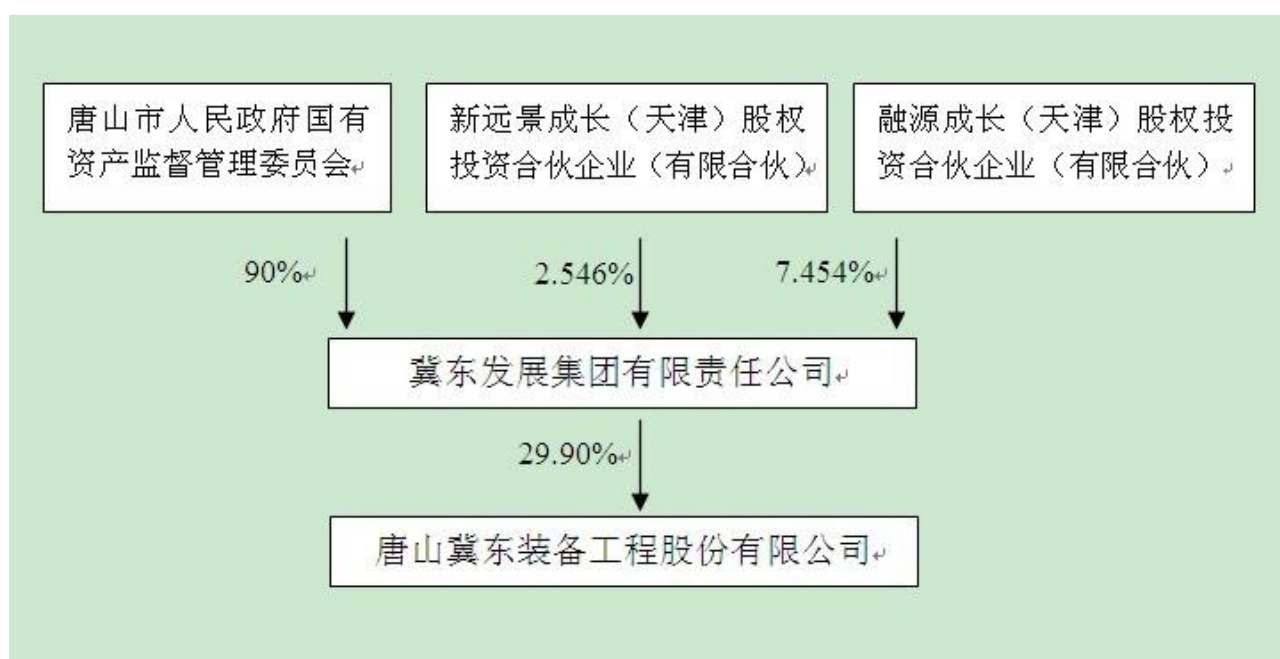 唐山市人民政府国有
资产监督管理委员会
新远景成长（天津）股权
投资合伙企业（有限合伙）
融源成长（天津）股权投
资合伙企业（有限合伙）
90%
2.546%
7.454%
冀东发展集团有限责任公司
29.90%
唐山冀东装备工程股份有限公司